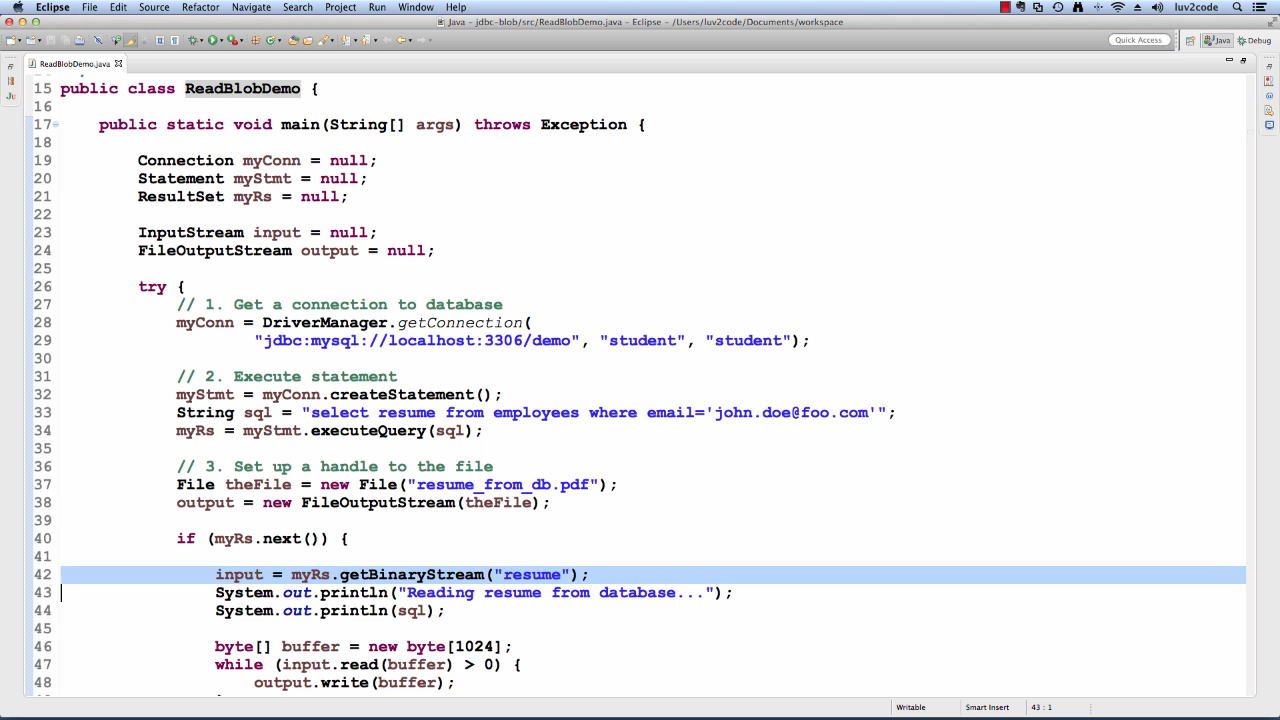 Eclipse File Edit Source Refactor Navigate Search Project Run Window Help luv2code
Java - jdbc-blob/src/ReadBlobDemo.java - Eclipse - /Users/luv2code/Documents/workspace
Quick Access Java Debug
ReadBlobDemo.java
15 public class ReadBlobDemo {
16
17 public static void main(String[] args) throws Exception {
18
19 Connection myConn = null;
20 Statement myStmt = null;
21 ResultSet myRs = null;
22
23 InputStream input = null;
24 FileOutputStream output = null;
25
26 try {
27 // 1. Get a connection to database
28 myConn = DriverManager.getConnection(
29 "jdbc:mysql://localhost:3306/demo", "student", "student");
30
31 // 2. Execute statement
32 myStmt = myConn.createStatement();
33 String sql = "select resume from employees where email='john.doe@foo.com'";
34 myRs = myStmt.executeQuery(sql);
35
36 // 3. Set up a handle to the file
37 File theFile = new File("resume_from_db.pdf");
38 output = new FileOutputStream(theFile);
39
40 if (myRs.next()) {
41
42 input = myRs.getBinaryStream("resume");
43 System.out.println("Reading resume from database...");
44 System.out.println(sql);
45
46 byte[] buffer = new byte[1024];
47 while (input.read(buffer) > 0) {
48 output.write(buffer);
Writable Smart Insert 43 : 1